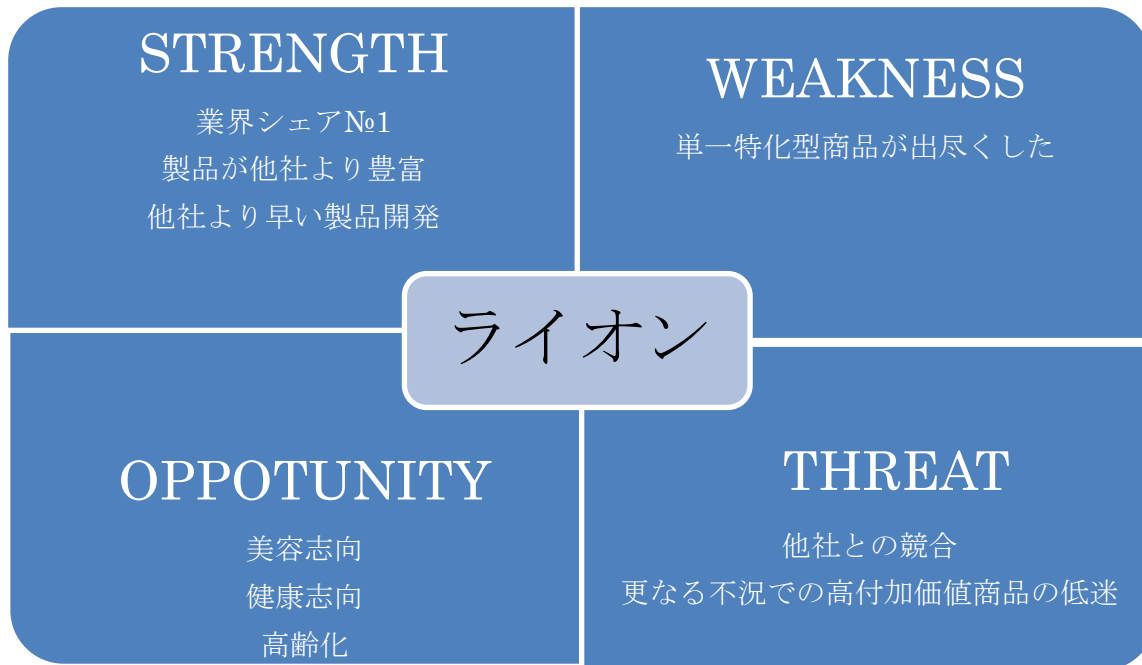 STRENGTH
業界シェア№1
製品が他社より豊富
他社より早い製品開発
WEAKNESS
単一特化型商品が出尽くした
ライオン
OPPOTUNITY
美容志向
健康志向
高齢化
THREAT
他社との競合
更なる不況での高付加価値商品の低迷